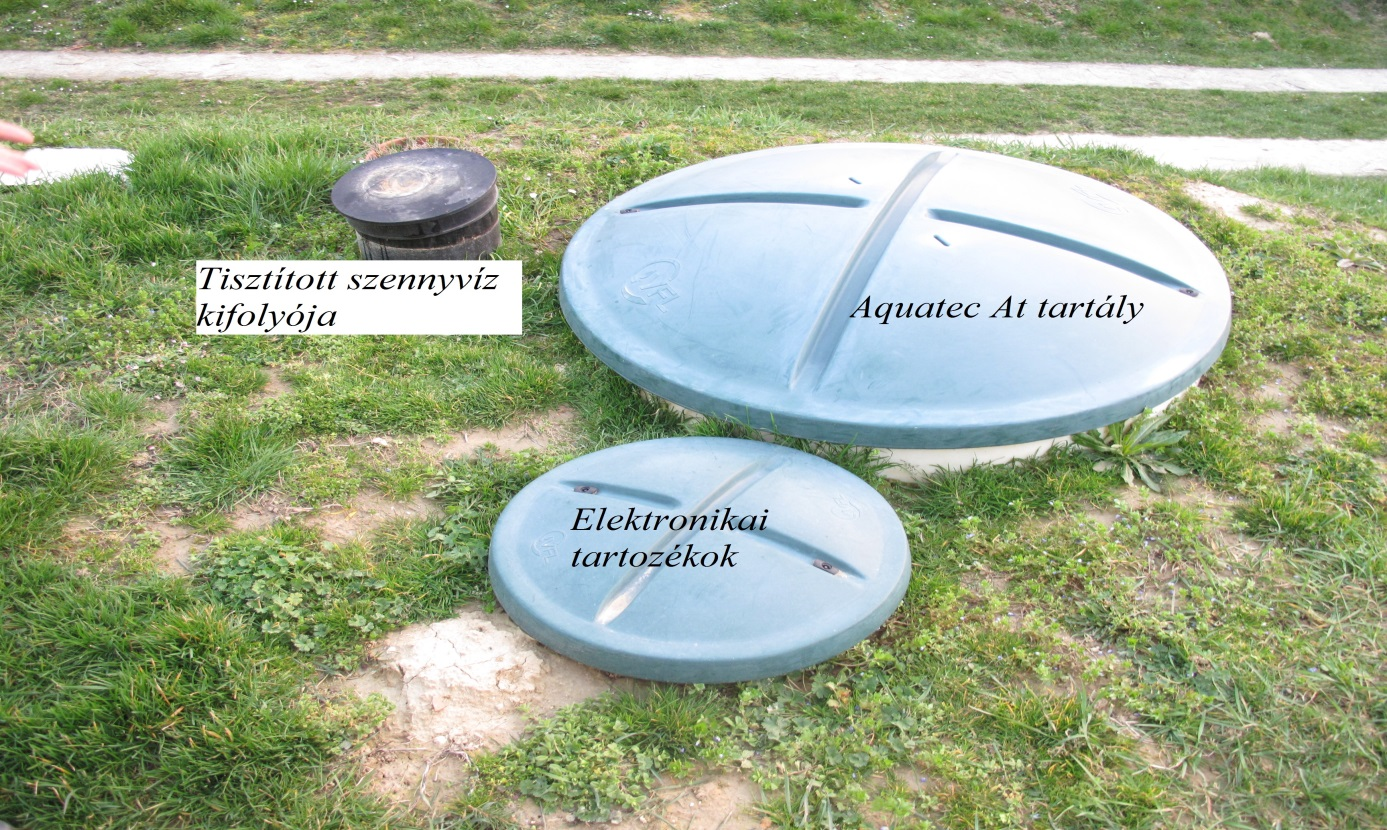 Tisztított szennyvíz
kifolyója
Aquatec At tartály
Elektronikai
tartozékok